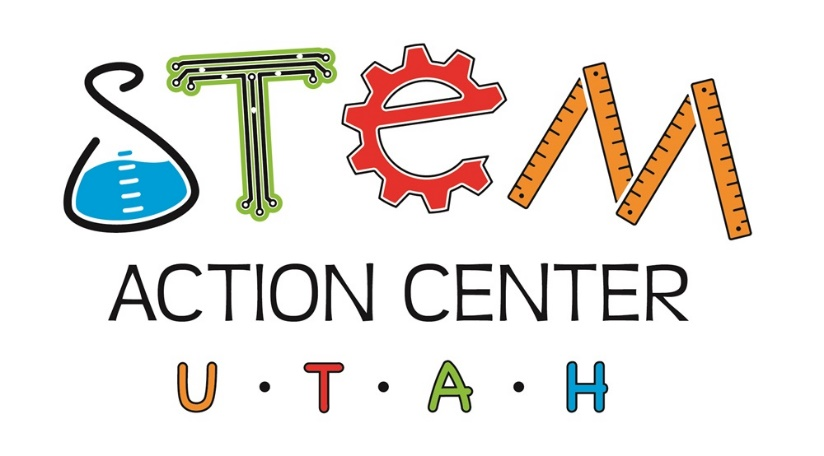 STeM
ACTION CENTER
U • T • A • H